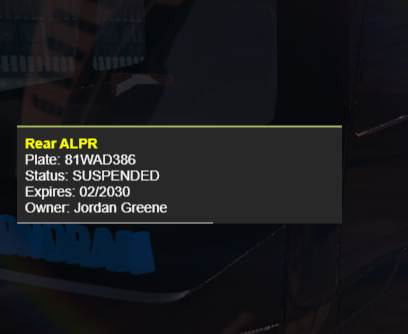 Rear ALPR
Plate: 81WAD386
Status: SUSPENDED
Expires: 02/2030
Owner: Jordan Greene